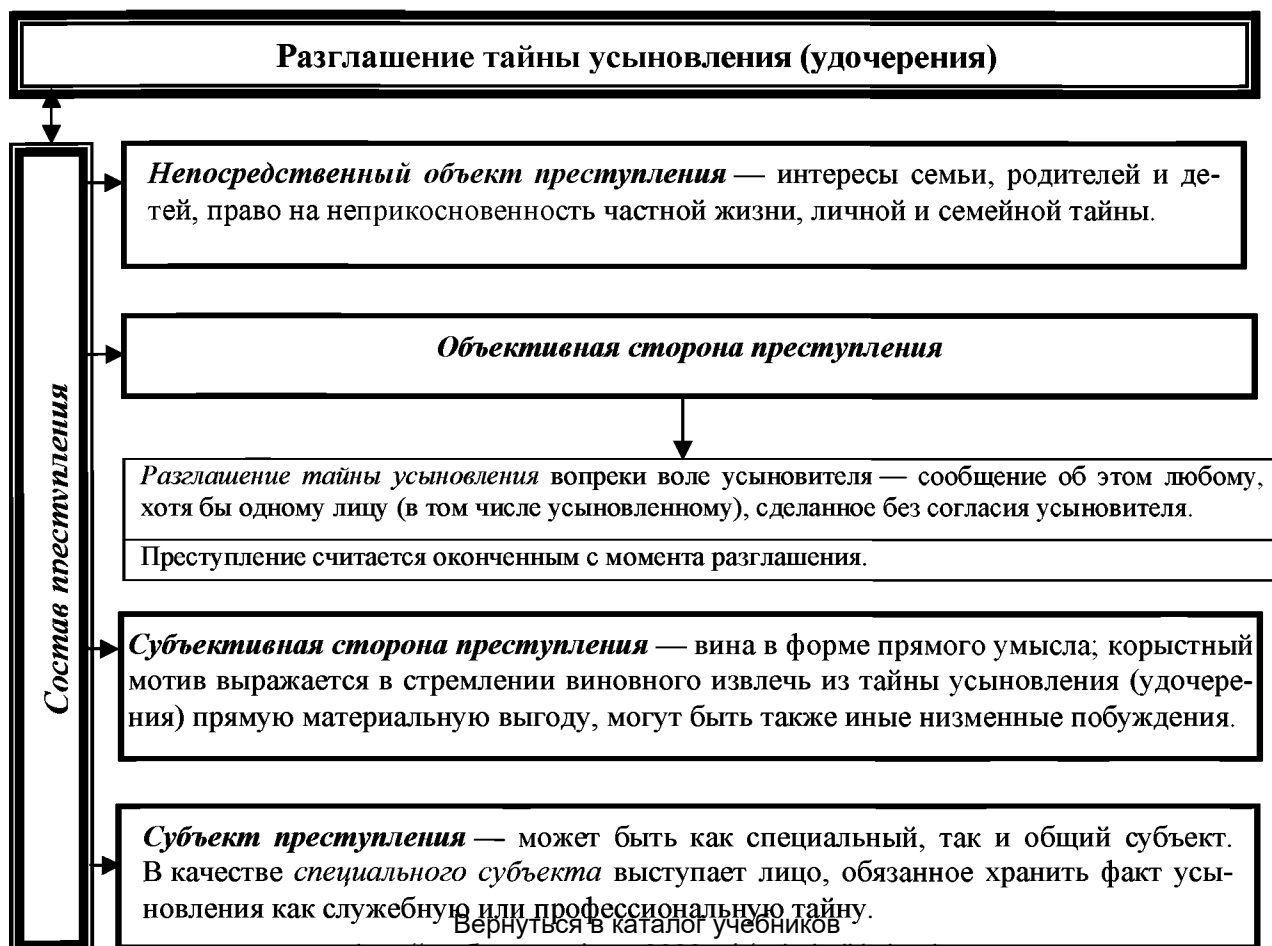 Разглашение тайны усыновления (удочерения)
Состав преступления
Непосредственный объект преступления — интересы семьи, родителей и де-
тей, право на неприкосновенность частной жизни, личной и семейной тайны.
Объективная сторона преступления
Разглашение тайны усыновления вопреки воле усыновителя — сообщение об этом любому,
хотя бы одному лицу (в том числе усыновленному), сделанное без согласия усыновителя.
Преступление считается оконченным с момента разглашения.
Субъективная сторона преступления — вина в форме прямого умысла; корыстный
мотив выражается в стремлении виновного извлечь из тайны усыновления (удочере-
ния) прямую материальную выгоду, могут быть также иные низменные побуждения.
Субъект преступления — может быть как специальный, так и общий субъект.
В качестве специального субъекта выступает лицо, обязанное хранить факт усы-
новления как служебную или профессиональную тайну.
Вернуться в каталог учебников